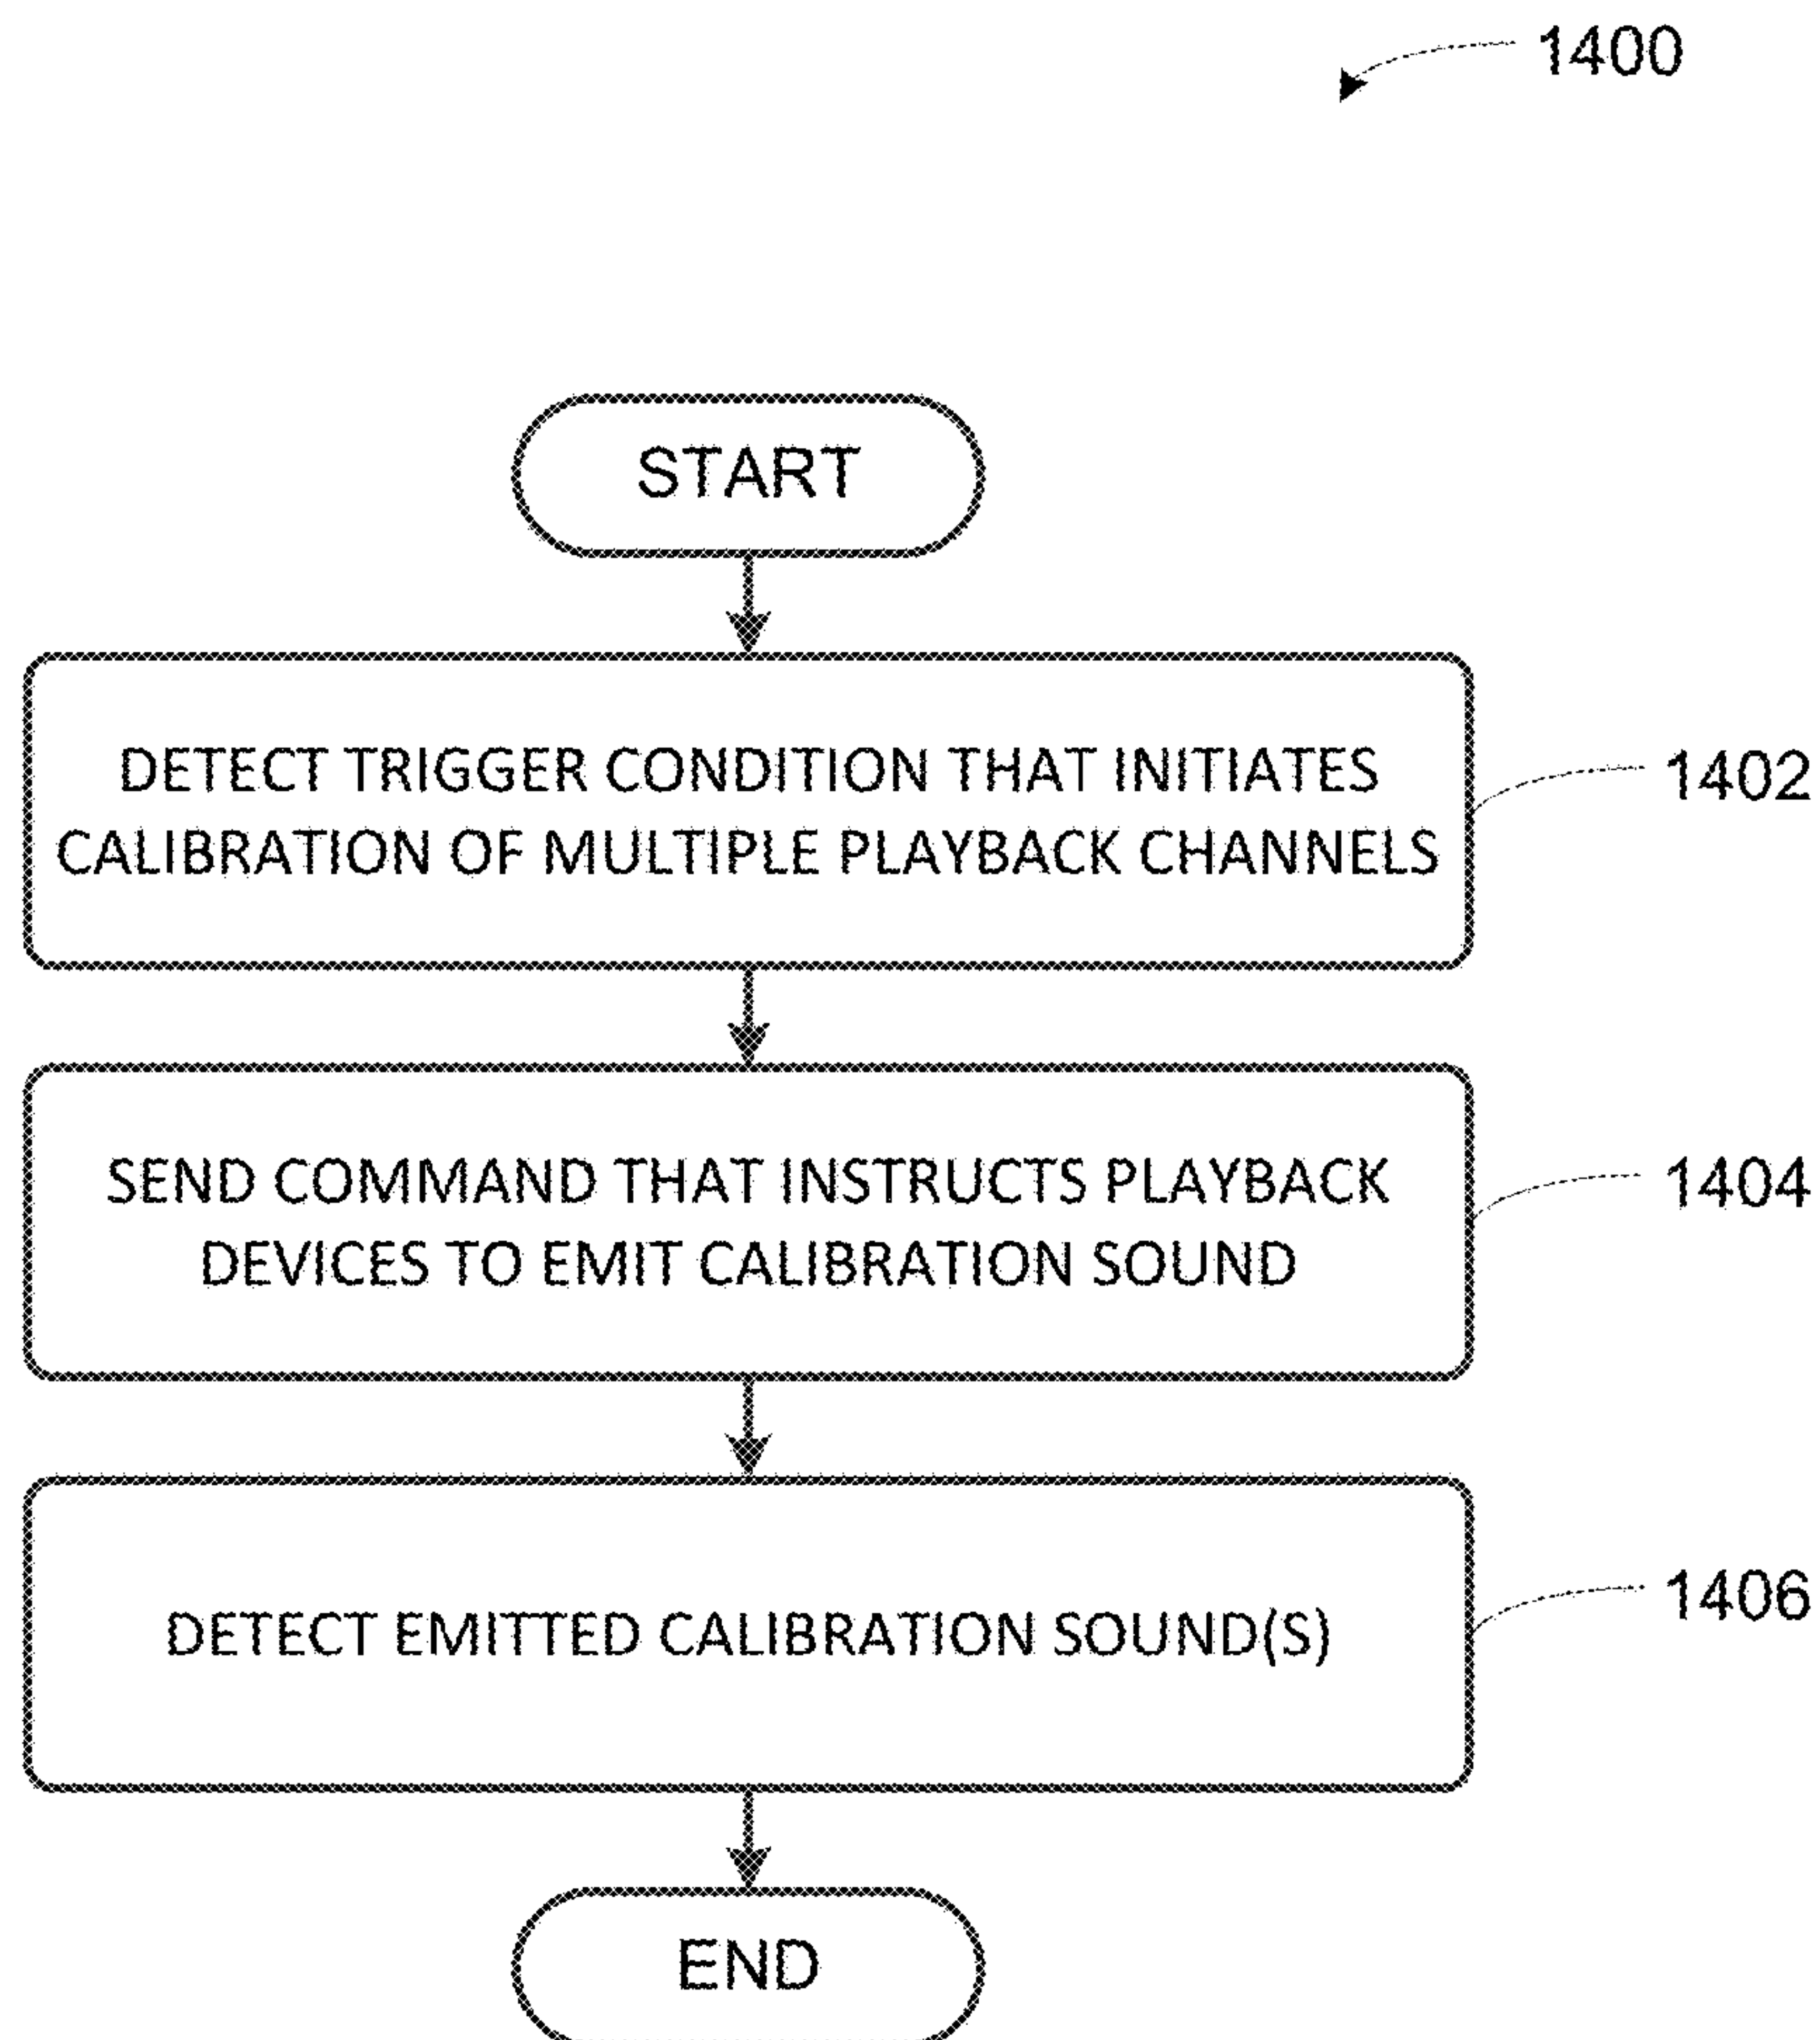 1400
START
DETECT TRIGGER CONDITION THAT INITIATES
CALIBRATION OF MULTIPLE PLAYBACK CHANNELS
1402
SEND COMMAND THAT INSTRUCTS PLAYBACK
DEVICES TO EMIT CALIBRATION SOUND
1404
DETECT EMITTED CALIBRATION SOUND(S)
1406
END